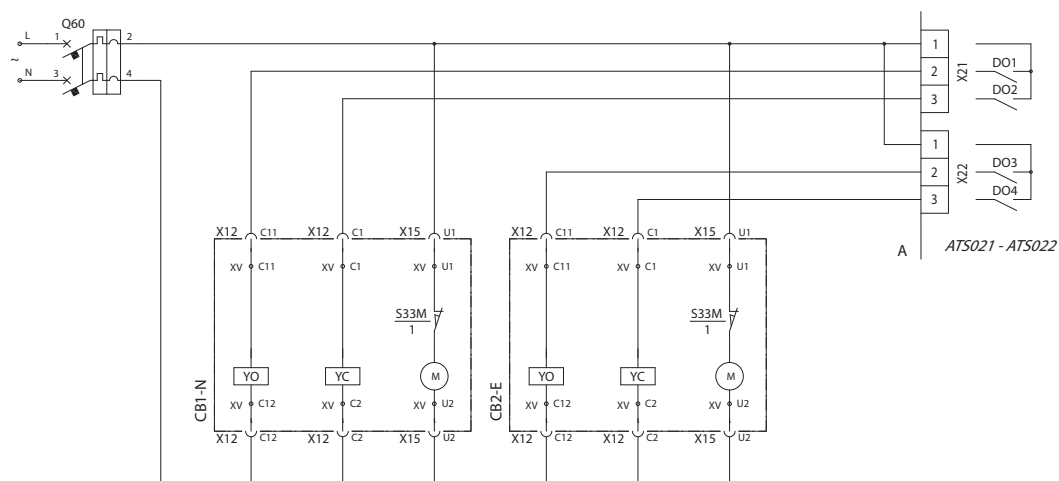 Q60
L 1 2
~
N 3 4
1
2 X21 DO1
3 DO2
1
2 X22 DO3
3 DO4
A ATS021 - ATS022
X12 C11 X12 C1 X15 U1 X12 C11 X12 C1 X15 U1
XV C11 XV C1 XV U1 XV C11 XV C1 XV U1
S33M S33M
1 1
CB1-N YO YC M CB2-E YO YC M
XV C12 XV C2 XV U2 XV C12 XV C2 XV U2
X12 C12 X12 C2 X15 U2 X12 C12 X12 C2 X15 U2